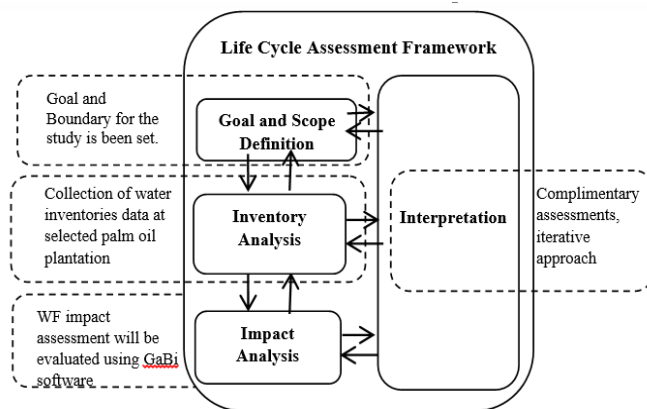 Life Cycle Assessment Framework
Goal and
Boundary for the
study is been set.
Goal and Scope
Definition
Collection of water
inventories data at
selected palm oil
plantation
Inventory
Analysis
Interpretation
Complimentary
assessments,
iterative
approach
WF impact
assessment will be
evaluated using GaBi
software
Impact
Analysis